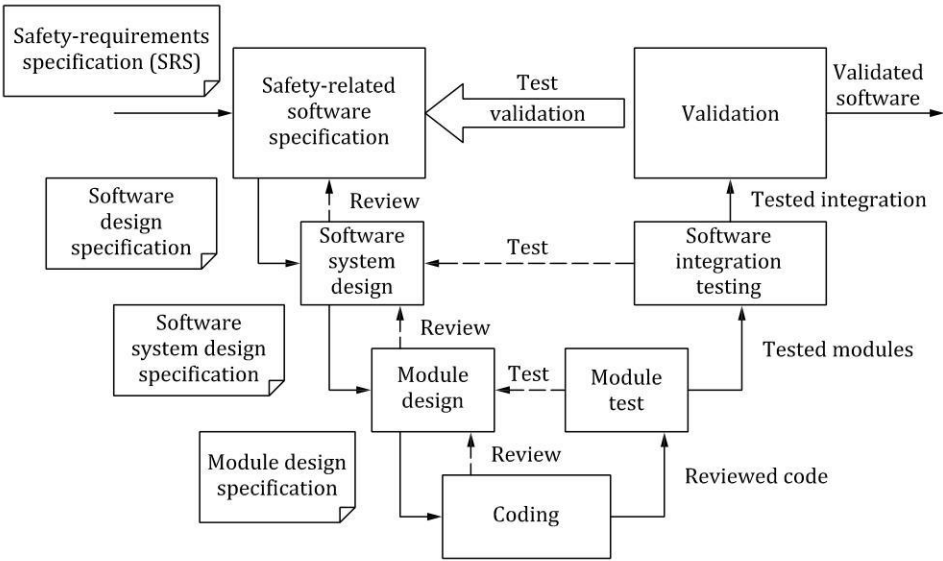 Safety-requirements
specification (SRS)
Safety-related
software
specification
Test
validation
Validation
Validated
software
Software
design
specification
Review
Tested integration
Software
system
design
Test
Software
integration
testing
Software
system design
specification
Review
Tested modules
Module
design
Test
Module
test
Module design
specification
Review
Reviewed code
Coding